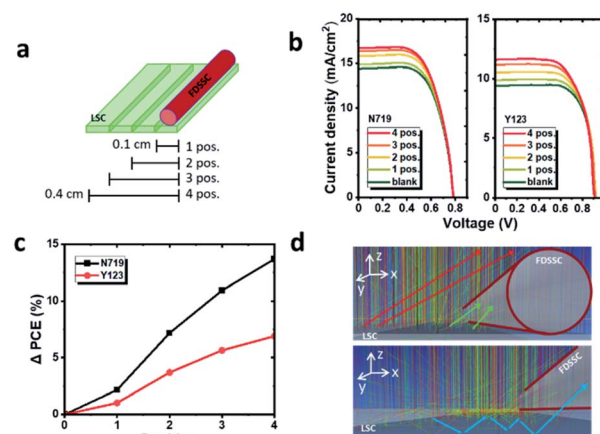 a
LSC
FDSSC
0.1 cm
1 pos.
2 pos.
3 pos.
0.4 cm
4 pos.
b
Current density (mA/cm²)
20
15
10
5
0
N719
4 pos.
3 pos.
2 pos.
1 pos.
blank
0 0.2 0.4 0.6 0.8
15
10
5
0
Y123
4 pos.
3 pos.
2 pos.
1 pos.
blank
0 0.2 0.4 0.6 0.8
Voltage (V)
c
Δ PCE (%)
15
10
5
0
N719
Y123
0 1 2 3 4
d
z
x
y
FDSSC
LSC
z
x
y
FDSSC
LSC